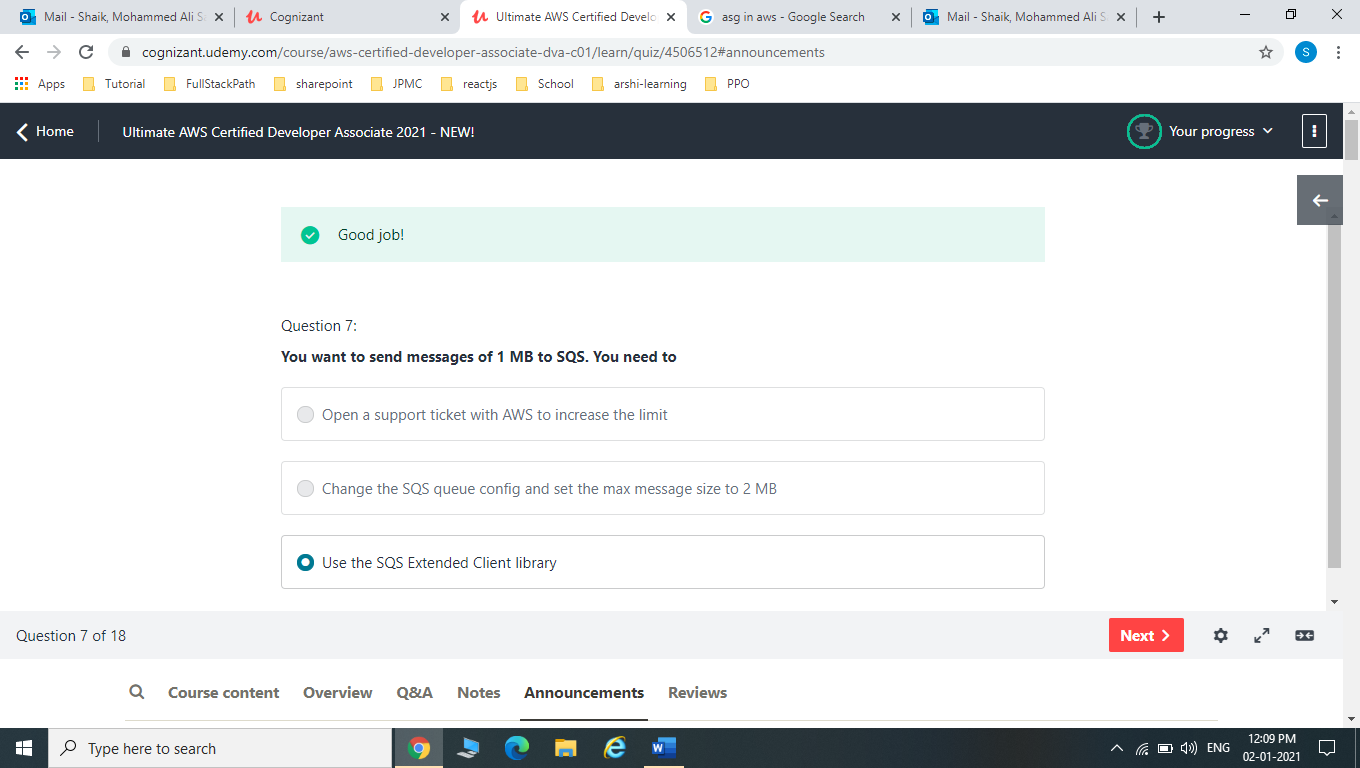 Mail - Shaik, Mohammed Ali S
Cognizant
Ultimate AWS Certified Develo
asg in aws - Google Search
Mail - Shaik, Mohammed Ali S
cognizant.udemy.com/course/aws-certified-developer-associate-dva-c01/learn/quiz/4506512#announcements
S
Apps
Tutorial
FullStackPath
sharepoint
JPMC
reactjs
School
arshi-learning
PPO
Home
Ultimate AWS Certified Developer Associate 2021 - NEW!
Your progress
Good job!
Question 7:
You want to send messages of 1 MB to SQS. You need to
Open a support ticket with AWS to increase the limit
Change the SQS queue config and set the max message size to 2 MB
Use the SQS Extended Client library
Question 7 of 18
Next
Course content
Overview
Q&A
Notes
Announcements
Reviews
Type here to search
ENG
12:09 PM
02-01-2021